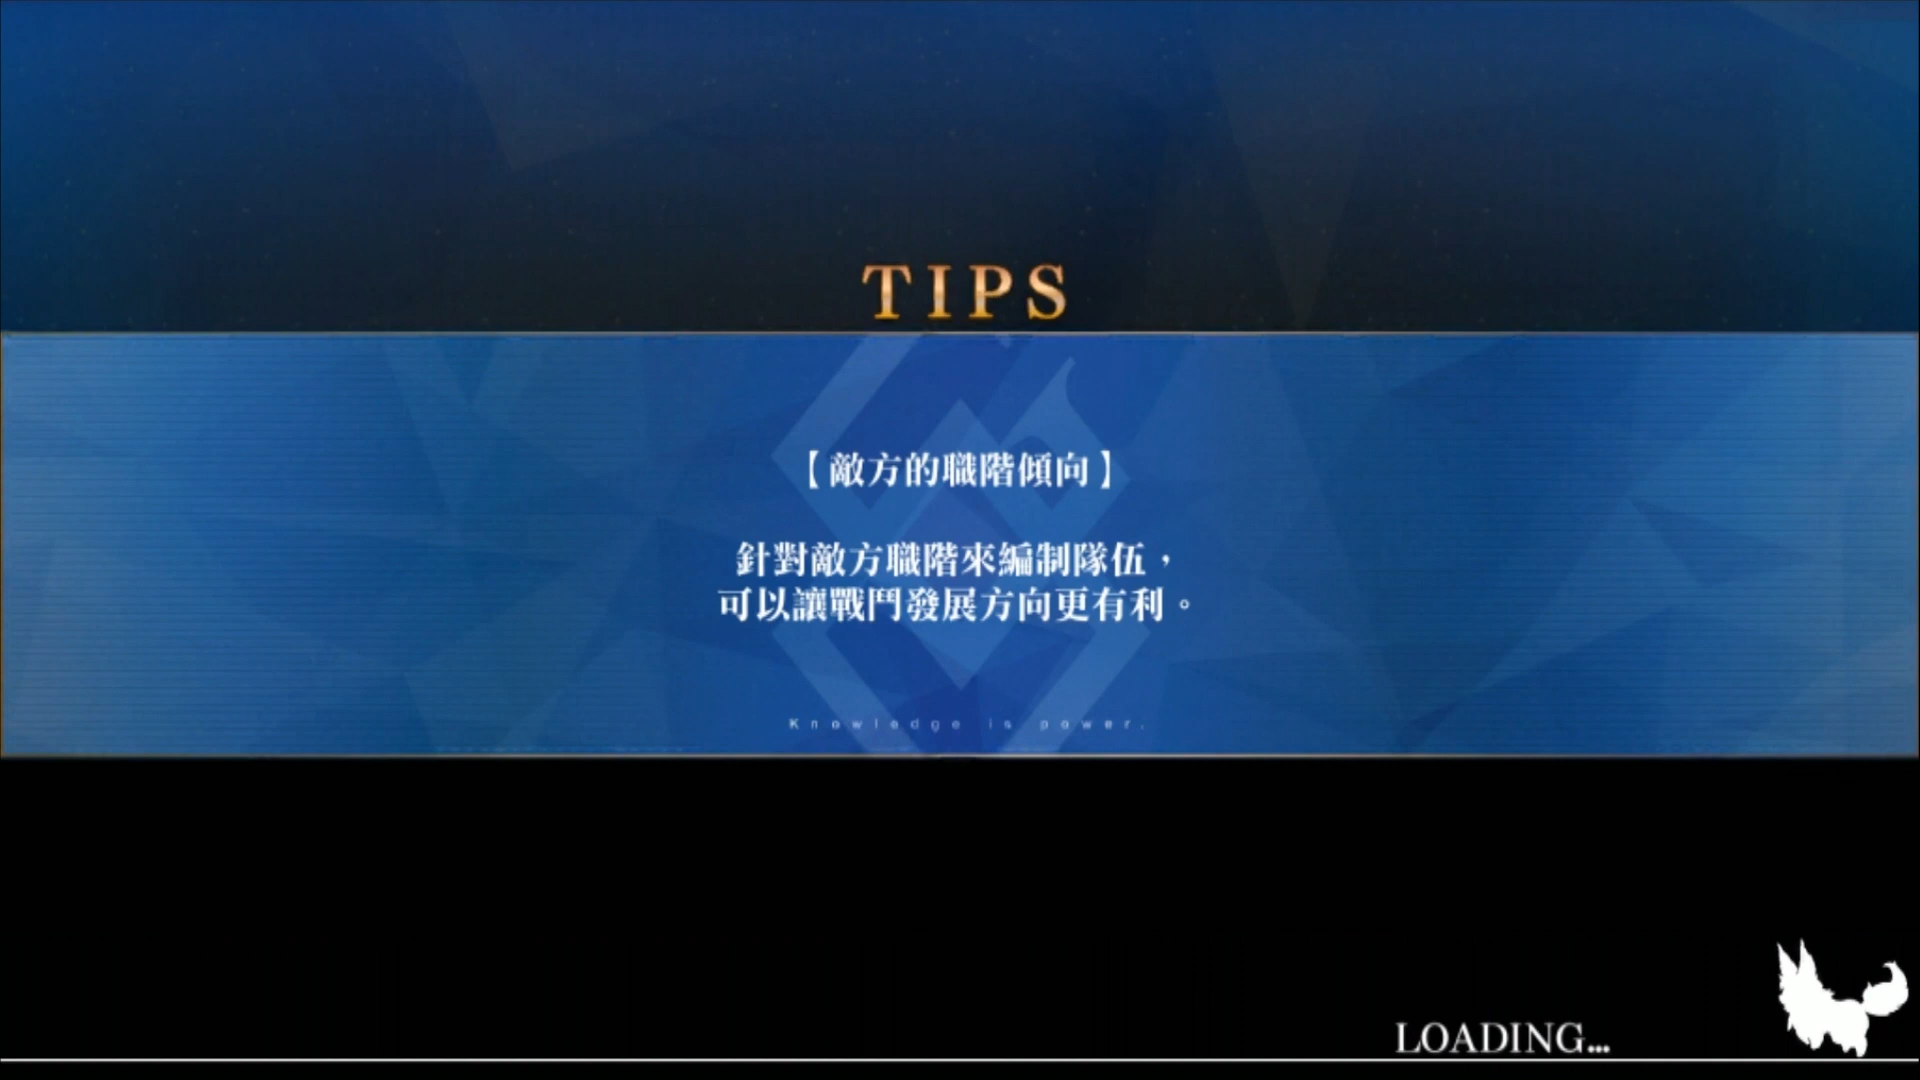 TIPS
【敵方的職階傾向】
針對敵方職階來編制隊伍，
可以讓戰鬥發展方向更有利。
Knowledge is power.
LOADING...